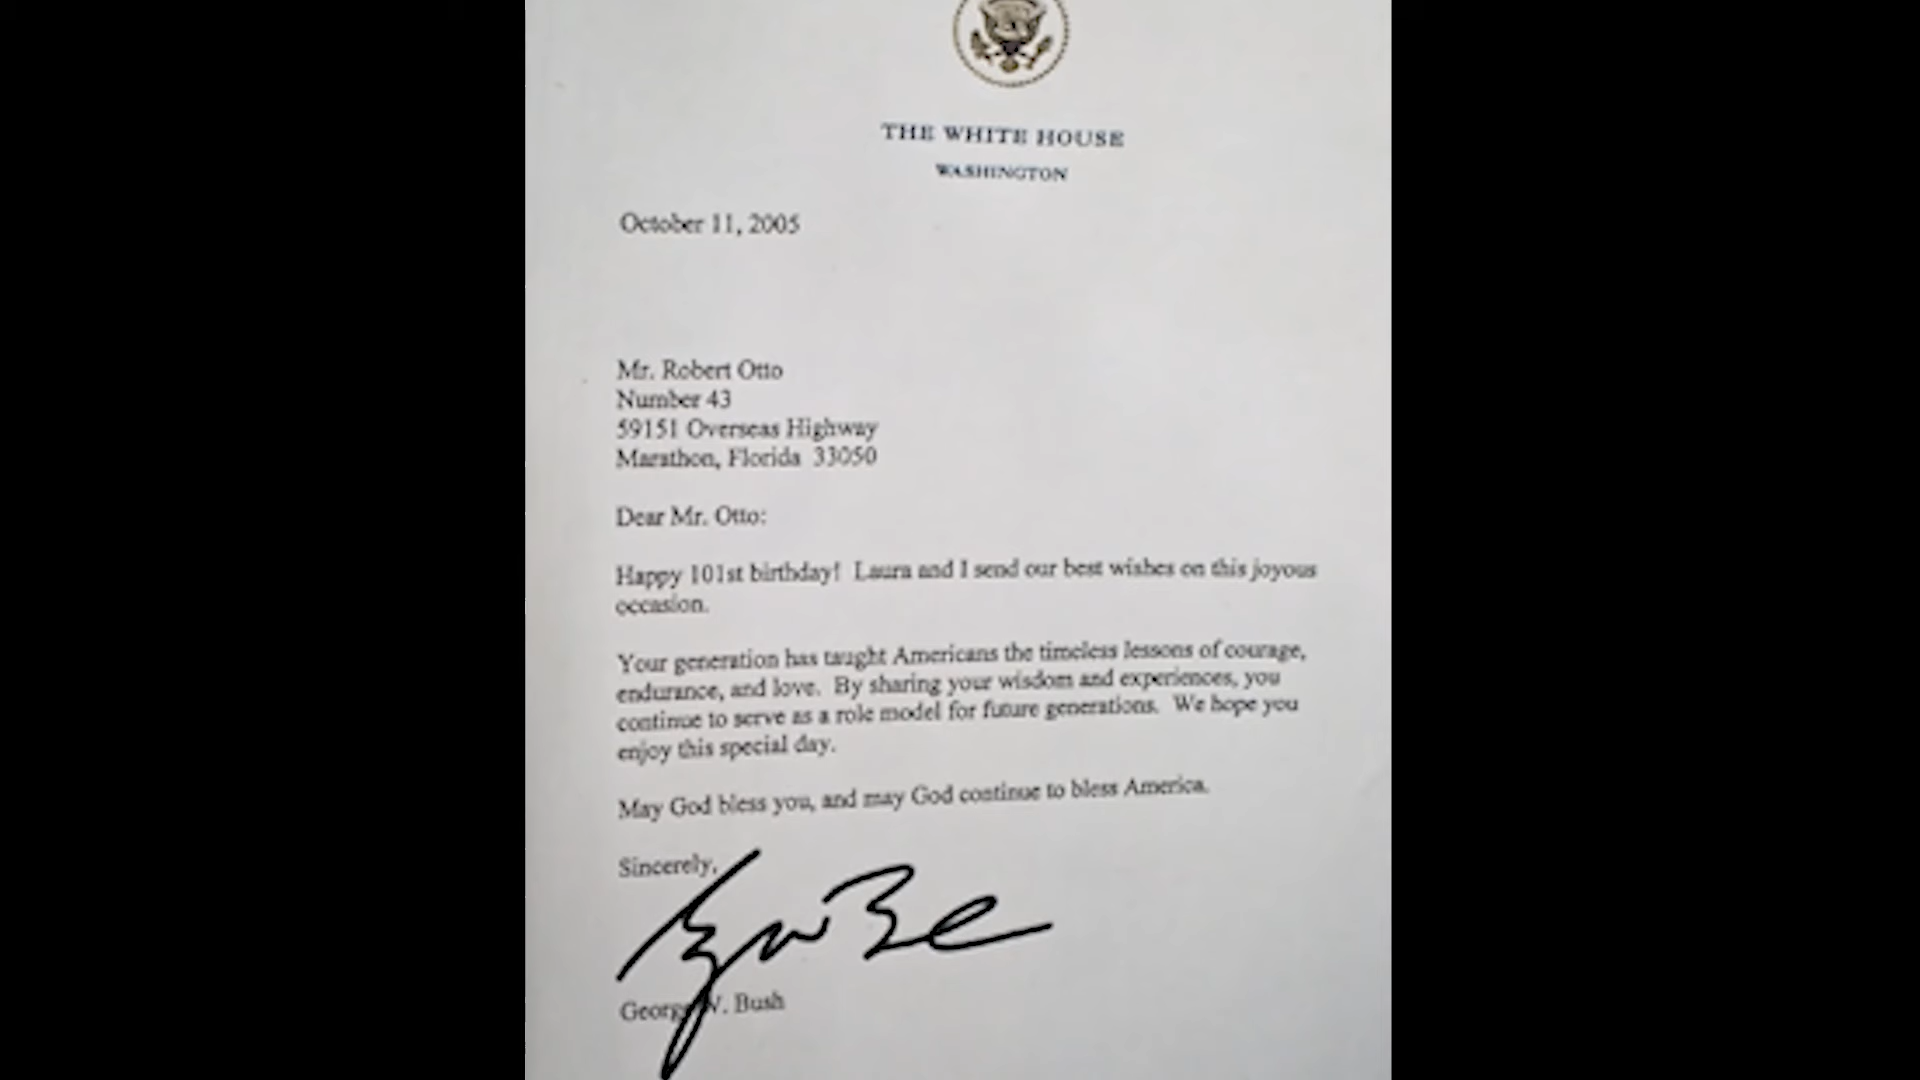 THE WHITE HOUSE
WASHINGTON
October 11, 2005
Mr. Robert Otto
Number 43
59151 Overseas Highway
Marathon, Florida 33050
Dear Mr. Otto:
Happy 101st birthday! Laura and I send our best wishes on this joyous
occasion.
Your generation has taught Americans the timeless lessons of courage,
endurance, and love. By sharing your wisdom and experiences, you
continue to serve as a role model for future generations. We hope you
enjoy this special day.
May God bless you, and may God continue to bless America.
Sincerely,
George W. Bush